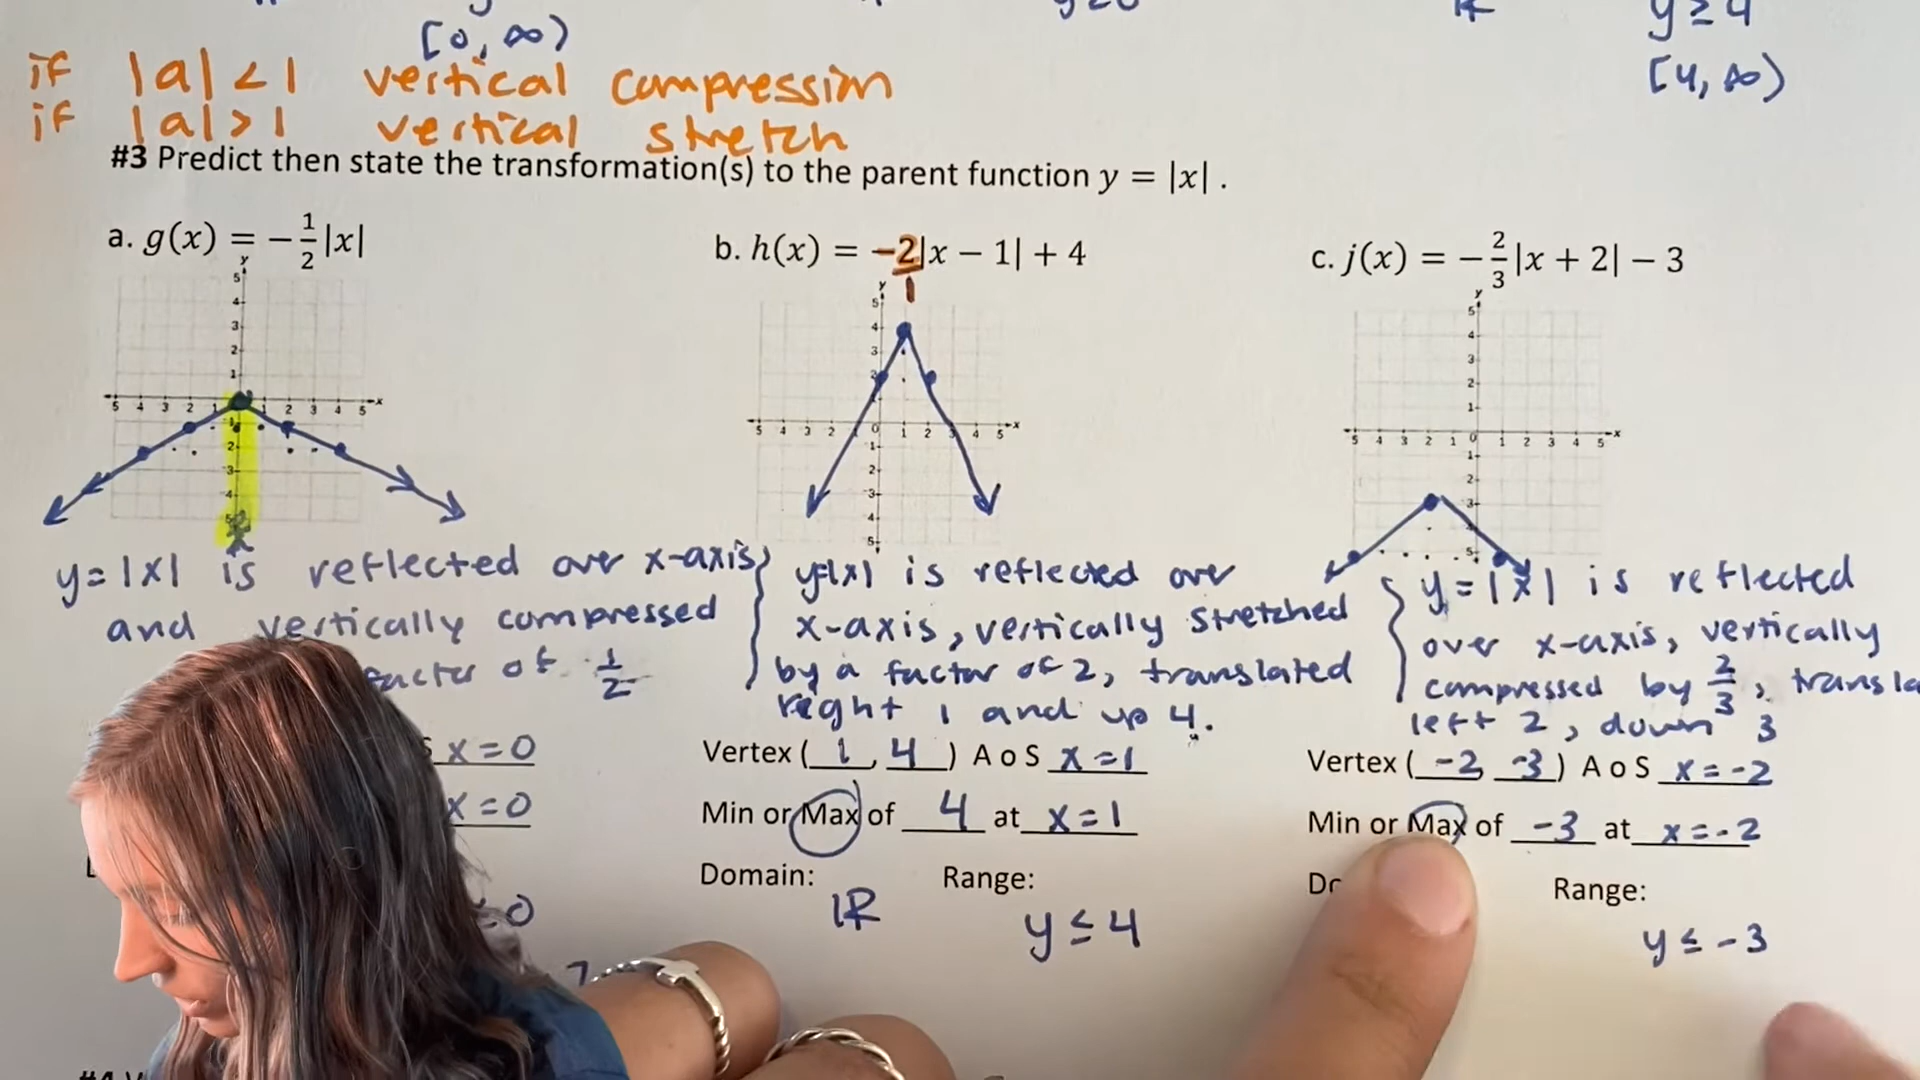 [0, ∞)
y ≥ 4
[4, ∞)
if |a| < 1 vertical compression
if |a| > 1 vertical stretch
#3 Predict then state the transformation(s) to the parent function y = |x| .
a. g(x) = −1/2|x|
b. h(x) = −2|x − 1| + 4
1
c. j(x) = −2/3|x + 2| − 3
y=|x| is reflected over x-axis,
and vertically compressed
factor of 1/2
x=0
x=0
y=|x| is reflected over
x-axis, vertically stretched
by a factor of 2, translated
right 1 and up 4.
Vertex ( 1 , 4 ) A o S x=1
Min or Max of 4 at x=1
Domain: Range:
IR y ≤ 4
y=|x| is reflected
over x-axis, vertically
compressed by 2/3,
left 2, down 3
Vertex ( -2, -3 ) A o S x=-2
Min or Max of -3 at x=-2
Range:
y ≤ -3